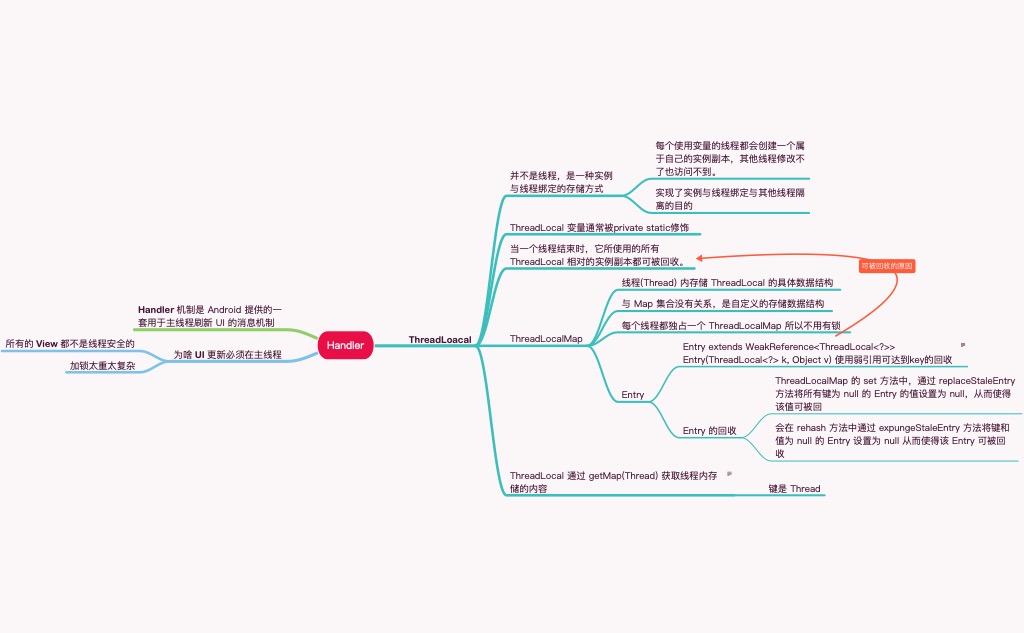 Handler
Handler 机制是 Android 提供的一
套用于主线程刷新 UI 的消息机制
为啥 UI 更新必须在主线程
所有的 View 都不是线程安全的
加锁太重太复杂
ThreadLoacal
并不是线程，是一种实例
与线程绑定的存储方式
每个使用变量的线程都会创建一个属
于自己的实例副本，其他线程修改不
了也访问不到。
实现了实例与线程绑定与其他线程隔
离的目的
ThreadLocal 变量通常被private static修饰
当一个线程结束时，它所使用的所有
ThreadLocal 相对的实例副本都可被回收。
可被回收的原因
ThreadLocalMap
线程(Thread) 内存储 ThreadLocal 的具体数据结构
与 Map 集合没有关系，是自定义的存储数据结构
每个线程都独占一个 ThreadLocalMap 所以不用有锁
Entry
Entry extends WeakReference<ThreadLocal<?>>
Entry(ThreadLocal<?> k, Object v) 使用弱引用可达到key的回收
Entry 的回收
ThreadLocalMap 的 set 方法中，通过 replaceStaleEntry
方法将所有键为 null 的 Entry 的值设置为 null，从而使得
该值可被回
会在 rehash 方法中通过 expungeStaleEntry 方法将键和
值为 null 的 Entry 设置为 null 从而使得该 Entry 可被回
收
ThreadLocal 通过 getMap(Thread) 获取线程内存
储的内容
键是 Thread